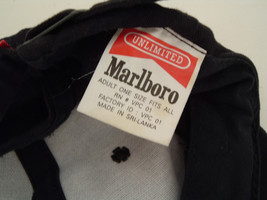 UNLIMITED
Marlboro
ADULT ONE SIZE FITS ALL
RN # VPC 01
FACTORY ID : VPC 01
MADE IN SRI-LANKA